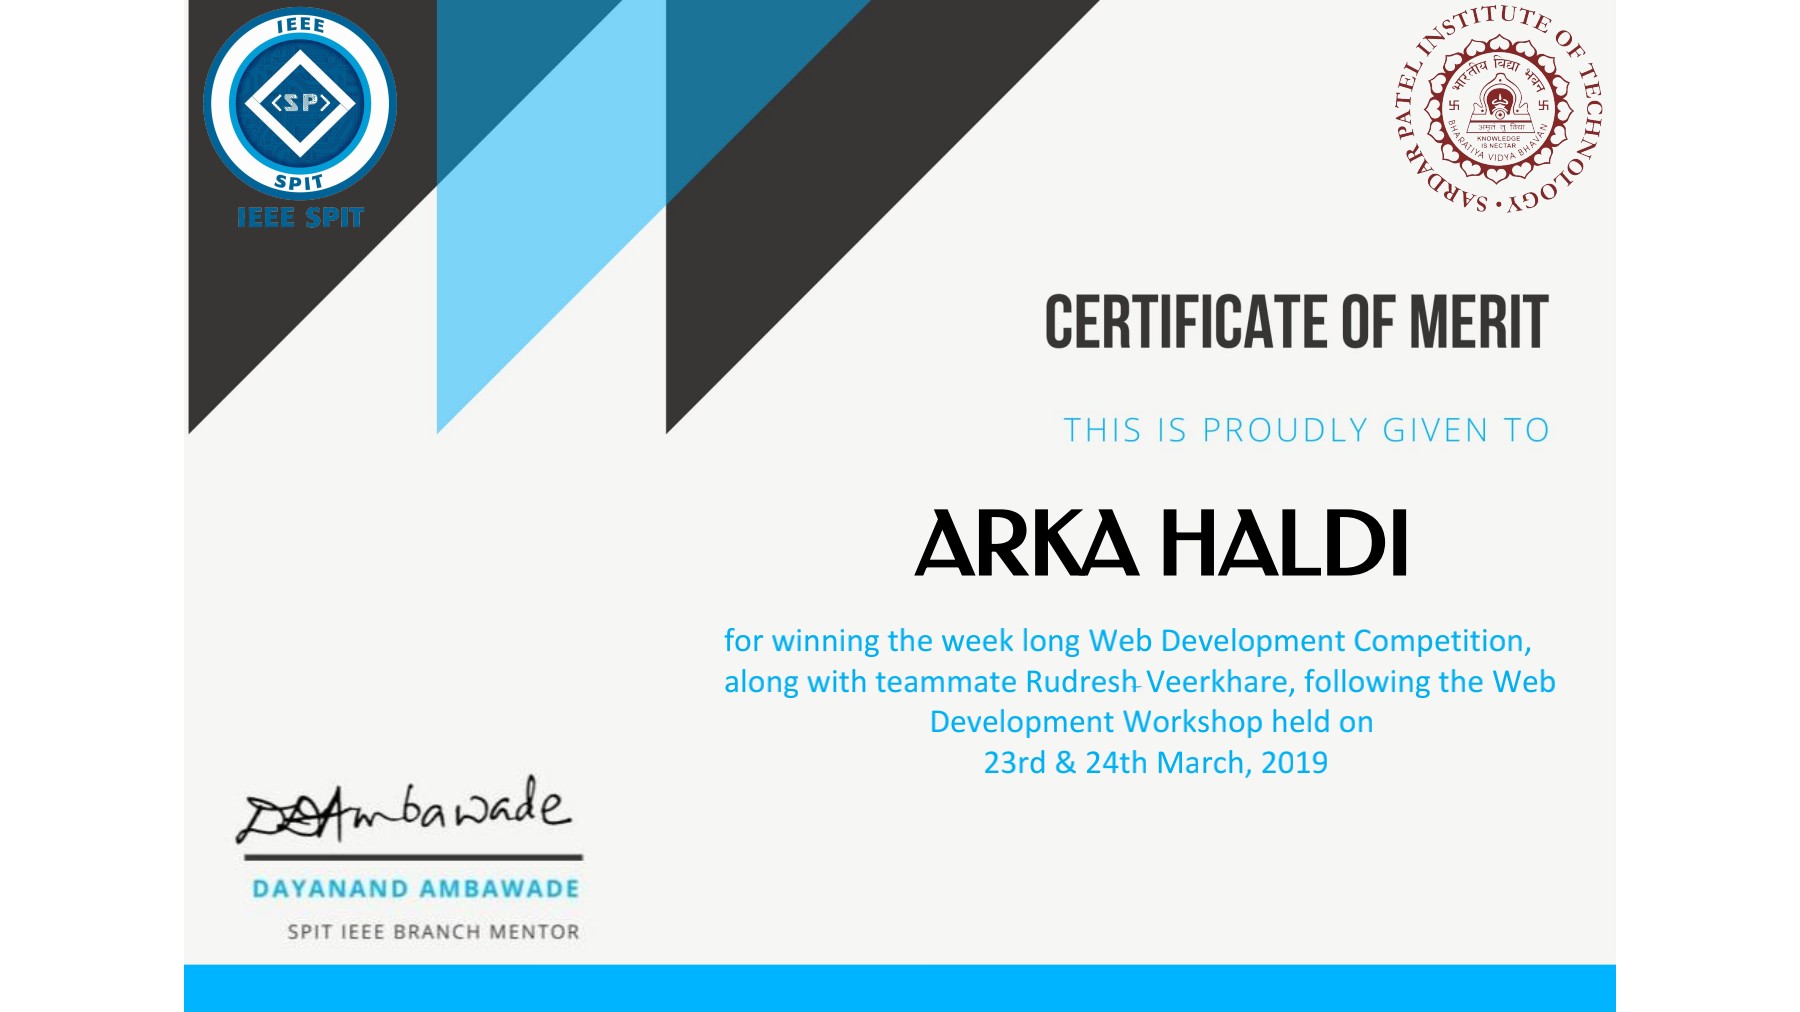 IEEE
<SP>
SPIT
IEEE SPIT
SARDAR PATEL INSTITUTE OF TECHNOLOGY •
भारतीय विद्या भवन
अमृतं तु विद्या
KNOWLEDGE
IS NECTAR
BHARATIYA VIDYA BHAVAN
CERTIFICATE OF MERIT
THIS IS PROUDLY GIVEN TO
ARKA HALDI
for winning the week long Web Development Competition,
along with teammate Rudresh Veerkhare, following the Web
Development Workshop held on
23rd & 24th March, 2019
DDAmbawade
DAYANAND AMBAWADE
SPIT IEEE BRANCH MENTOR